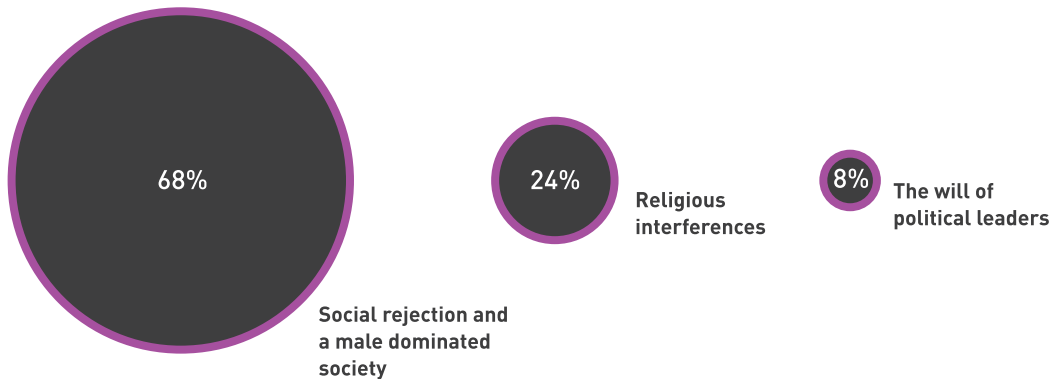 68%
Social rejection and
a male dominated
society
24%
Religious
interferences
8%
The will of
political leaders